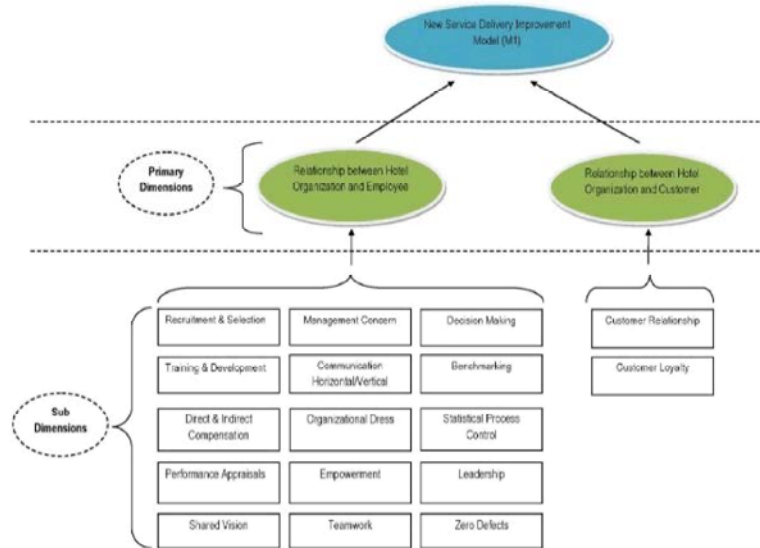 New Service Delivery Improvement
Model (M1)
Primary
Dimensions
Relationship between Hotel
Organization and Employee
Relationship between Hotel
Organization and Customer
Sub
Dimensions
Recruitment & Selection
Management Concern
Decision Making
Customer Relationship
Training & Development
Communication
Horizontal/Vertical
Benchmarking
Customer Loyalty
Direct & Indirect
Compensation
Organizational Dress
Statistical Process
Control
Performance Appraisals
Empowerment
Leadership
Shared Vision
Teamwork
Zero Defects